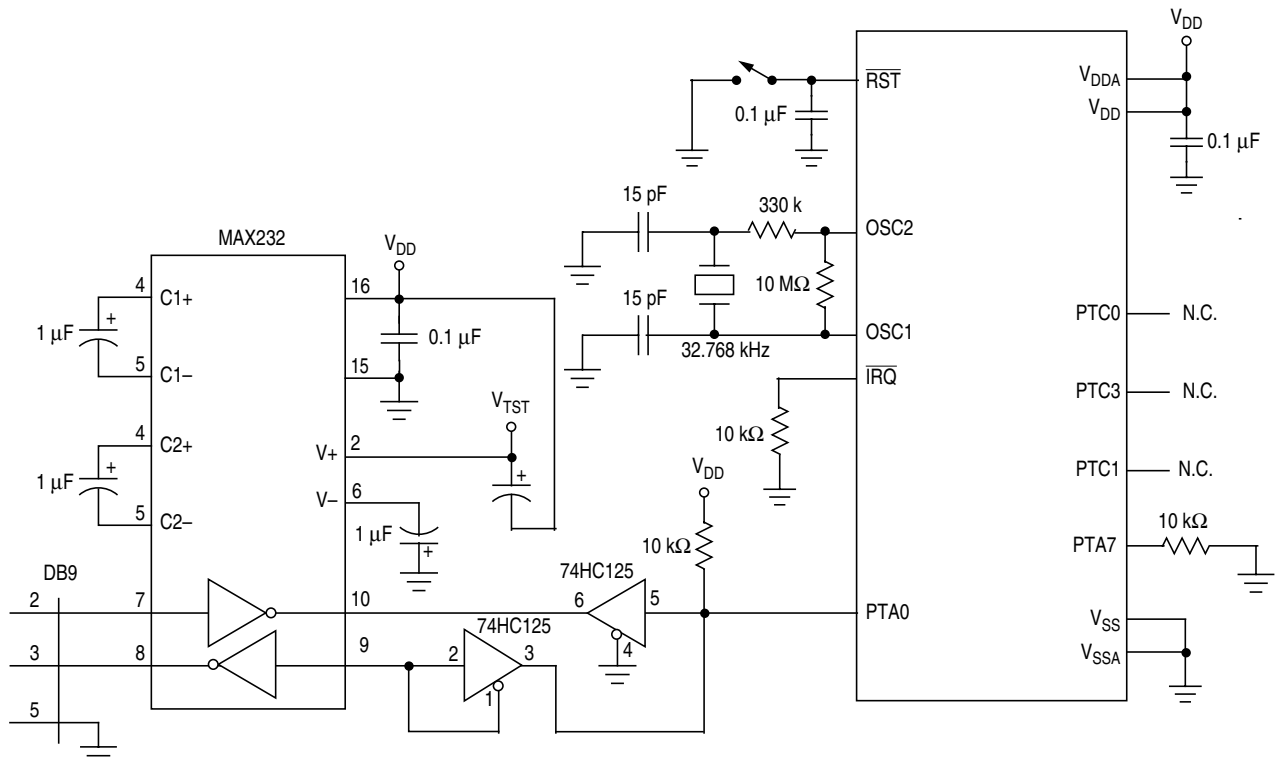 VDD
RST
0.1 µF
VDDA
VDD
0.1 µF
15 pF
330 k
OSC2
10 MΩ
15 pF
OSC1
32.768 kHz
IRQ
10 kΩ
PTC0
N.C.
PTC3
N.C.
PTC1
N.C.
PTA7
10 kΩ
PTA0
VSS
VSSA
MAX232
VDD
4
C1+
16
1 µF
+
0.1 µF
5
C1–
15
VTST
4
C2+
V+
2
1 µF
+
+
V–
6
5
C2–
1 µF
+
VDD
10 kΩ
DB9
74HC125
2
7
10
6
5
4
74HC125
3
8
9
2
3
1
5